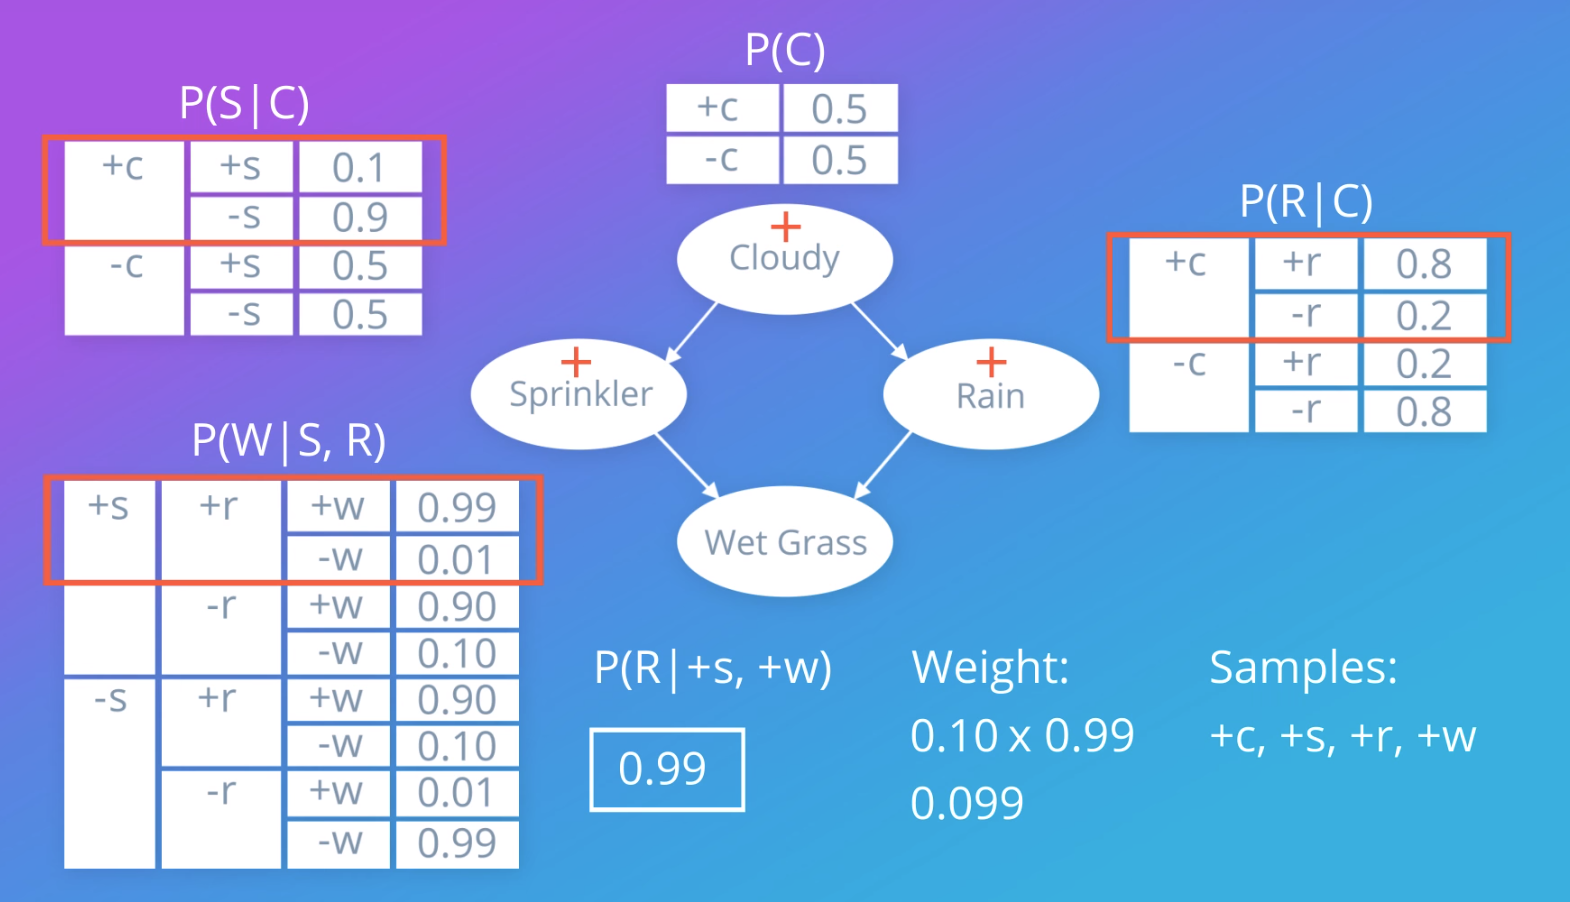 P(C)
+c 0.5
-c 0.5
P(S|C)
+c +s 0.1
-s 0.9
-c +s 0.5
-s 0.5
P(R|C)
+c +r 0.8
-r 0.2
-c +r 0.2
-r 0.8
+
Cloudy
+
Sprinkler
+
Rain
Wet Grass
P(W|S, R)
+s +r +w 0.99
-w 0.01
-r +w 0.90
-w 0.10
-s +r +w 0.90
-w 0.10
-r +w 0.01
-w 0.99
P(R|+s, +w)
0.99
Weight:
0.10 x 0.99
0.099
Samples:
+c, +s, +r, +w